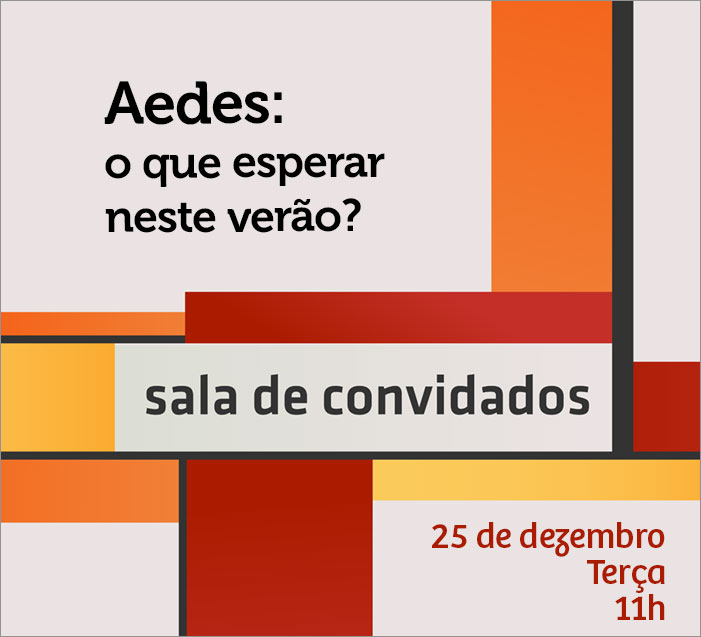 Aedes:
o que esperar
neste verão?
sala de convidados
25 de dezembro
Terça
11h